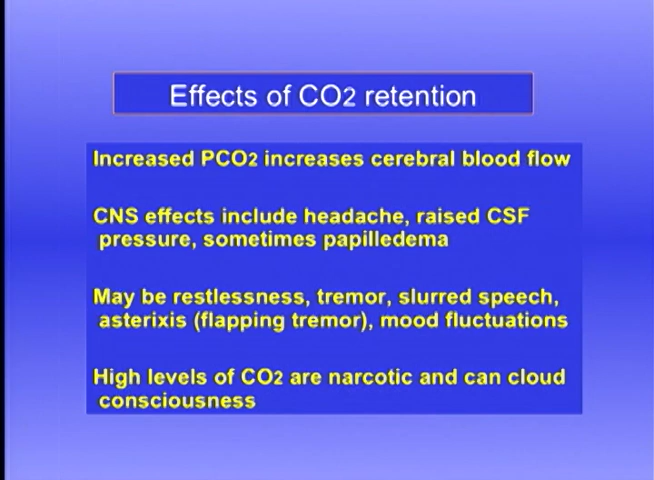 Effects of CO2 retention
Increased PCO2 increases cerebral blood flow
CNS effects include headache, raised CSF
pressure, sometimes papilledema
May be restlessness, tremor, slurred speech,
asterixis (flapping tremor), mood fluctuations
High levels of CO2 are narcotic and can cloud
consciousness